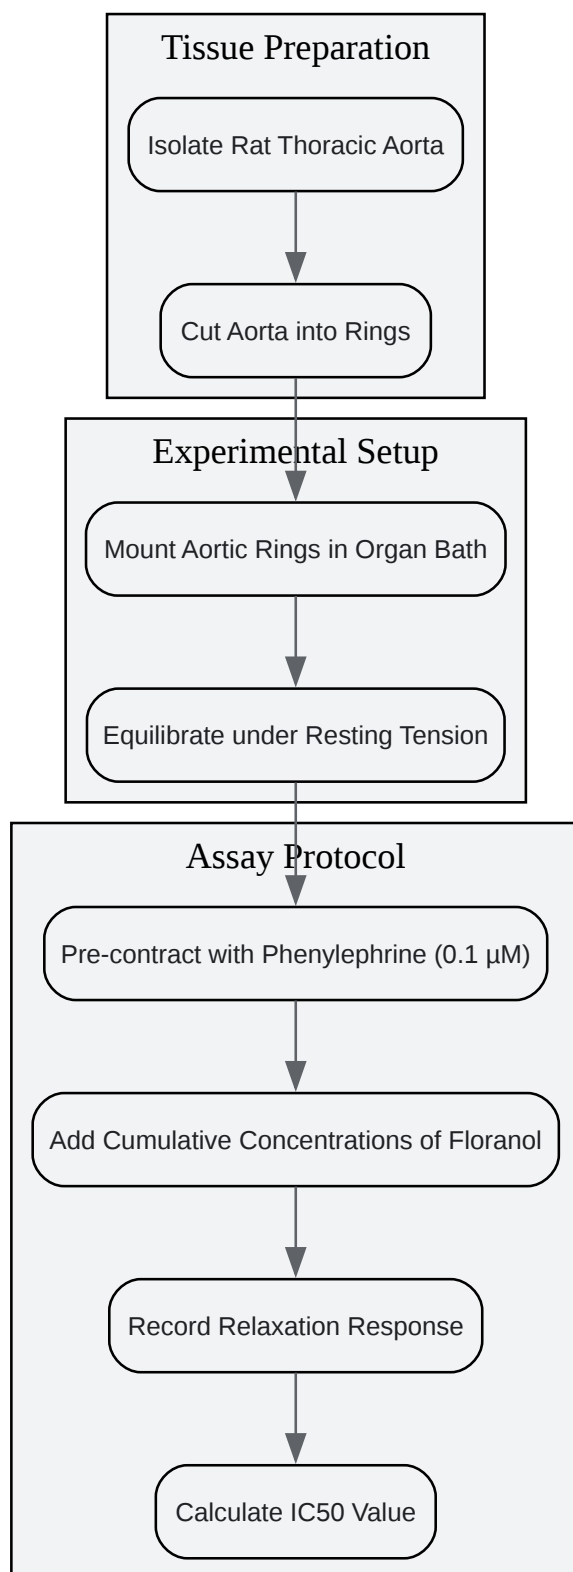 Tissue Preparation
Isolate Rat Thoracic Aorta
Cut Aorta into Rings
Experimental Setup
Mount Aortic Rings in Organ Bath
Equilibrate under Resting Tension
Assay Protocol
Pre-contract with Phenylephrine (0.1 µM)
Add Cumulative Concentrations of Floranol
Record Relaxation Response
Calculate IC50 Value